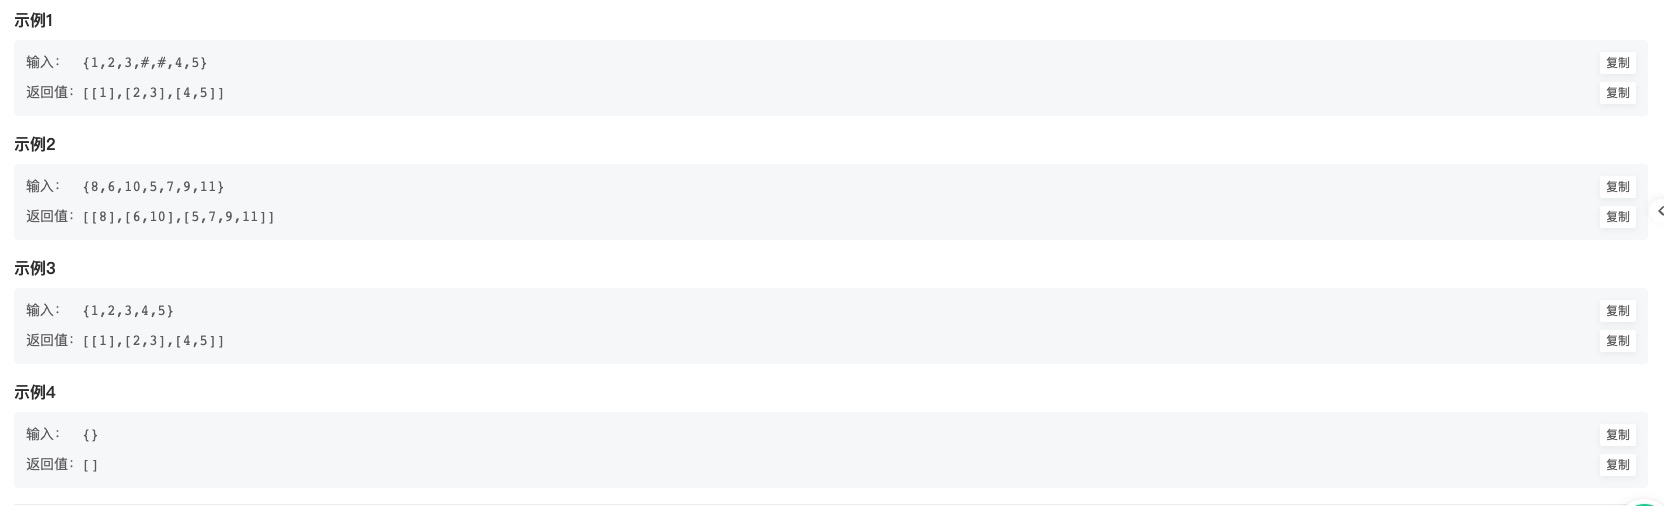 示例1
输入： {1,2,3,#,#,4,5} 复制
返回值： [[1],[2,3],[4,5]] 复制
示例2
输入： {8,6,10,5,7,9,11} 复制
返回值： [[8],[6,10],[5,7,9,11]] 复制
示例3
输入： {1,2,3,4,5} 复制
返回值： [[1],[2,3],[4,5]] 复制
示例4
输入： {} 复制
返回值： [] 复制